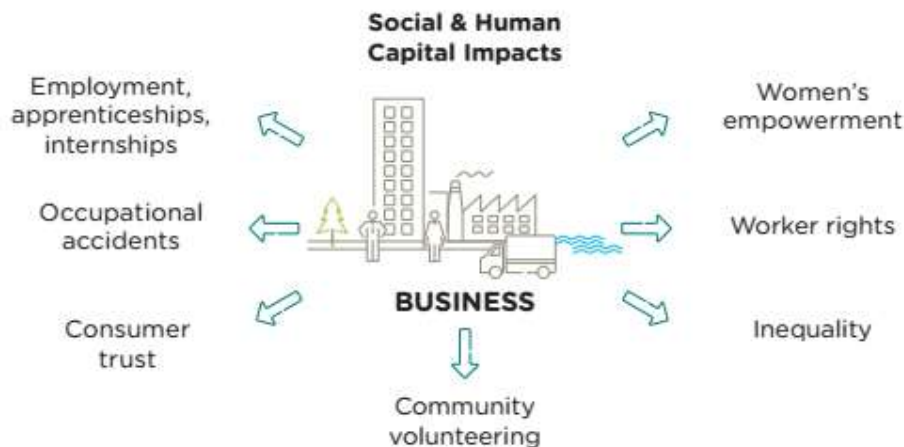 Social & Human
Capital Impacts
Employment,
apprenticeships,
internships
Women's
empowerment
Occupational
accidents
Worker rights
BUSINESS
Consumer
trust
Inequality
Community
volunteering